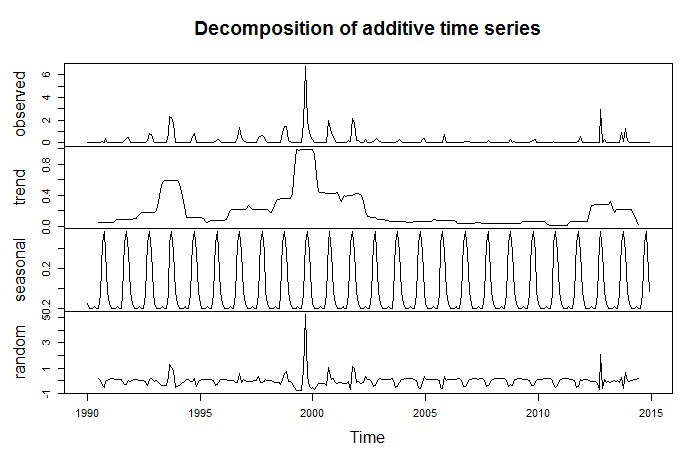 Decomposition of additive time series
observed
0 2 4 6
trend
0.0 0.4 0.8
seasonal
-0.2 0.2
random
-1 1 3 5
1990 1995 2000 2005 2010 2015
Time